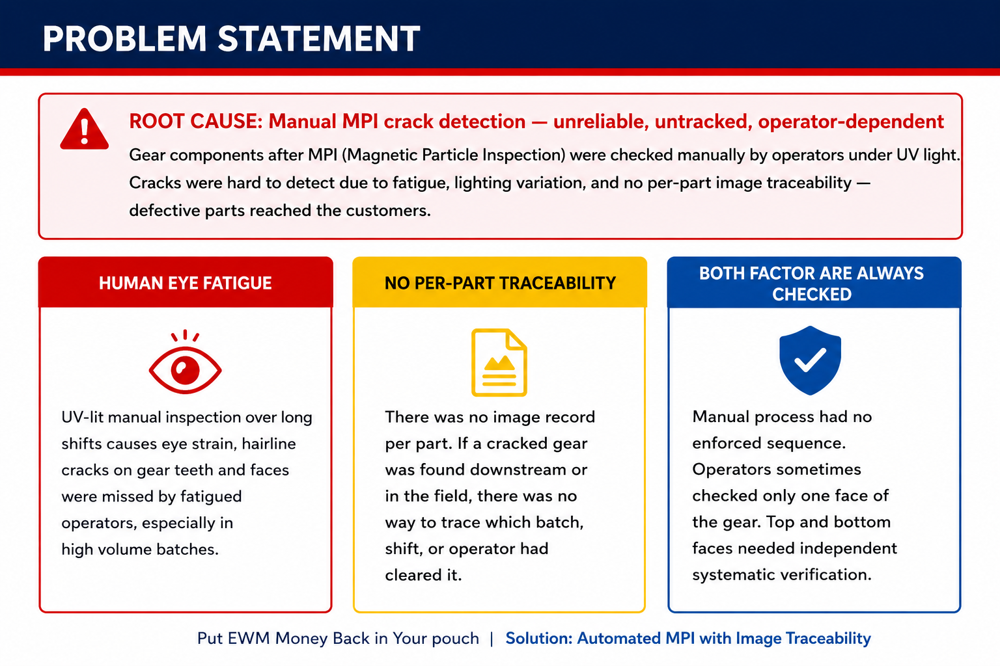 PROBLEM STATEMENT
ROOT CAUSE: Manual MPI crack detection — unreliable, untracked, operator-dependent
Gear components after MPI (Magnetic Particle Inspection) were checked manually by operators under UV light.
Cracks were hard to detect due to fatigue, lighting variation, and no per-part image traceability —
defective parts reached the customers.
HUMAN EYE FATIGUE
UV-lit manual inspection over long
shifts causes eye strain, hairline
cracks on gear teeth and faces
were missed by fatigued
operators, especially in
high volume batches.
NO PER-PART TRACEABILITY
There was no image record
per part. If a cracked gear
was found downstream or
in the field, there was no
way to trace which batch,
shift, or operator had
cleared it.
BOTH FACTOR ARE ALWAYS
CHECKED
Manual process had no
enforced sequence.
Operators sometimes
checked only one face of
the gear. Top and bottom
faces needed independent
systematic verification.
Put EWM Money Back in Your pouch | Solution: Automated MPI with Image Traceability